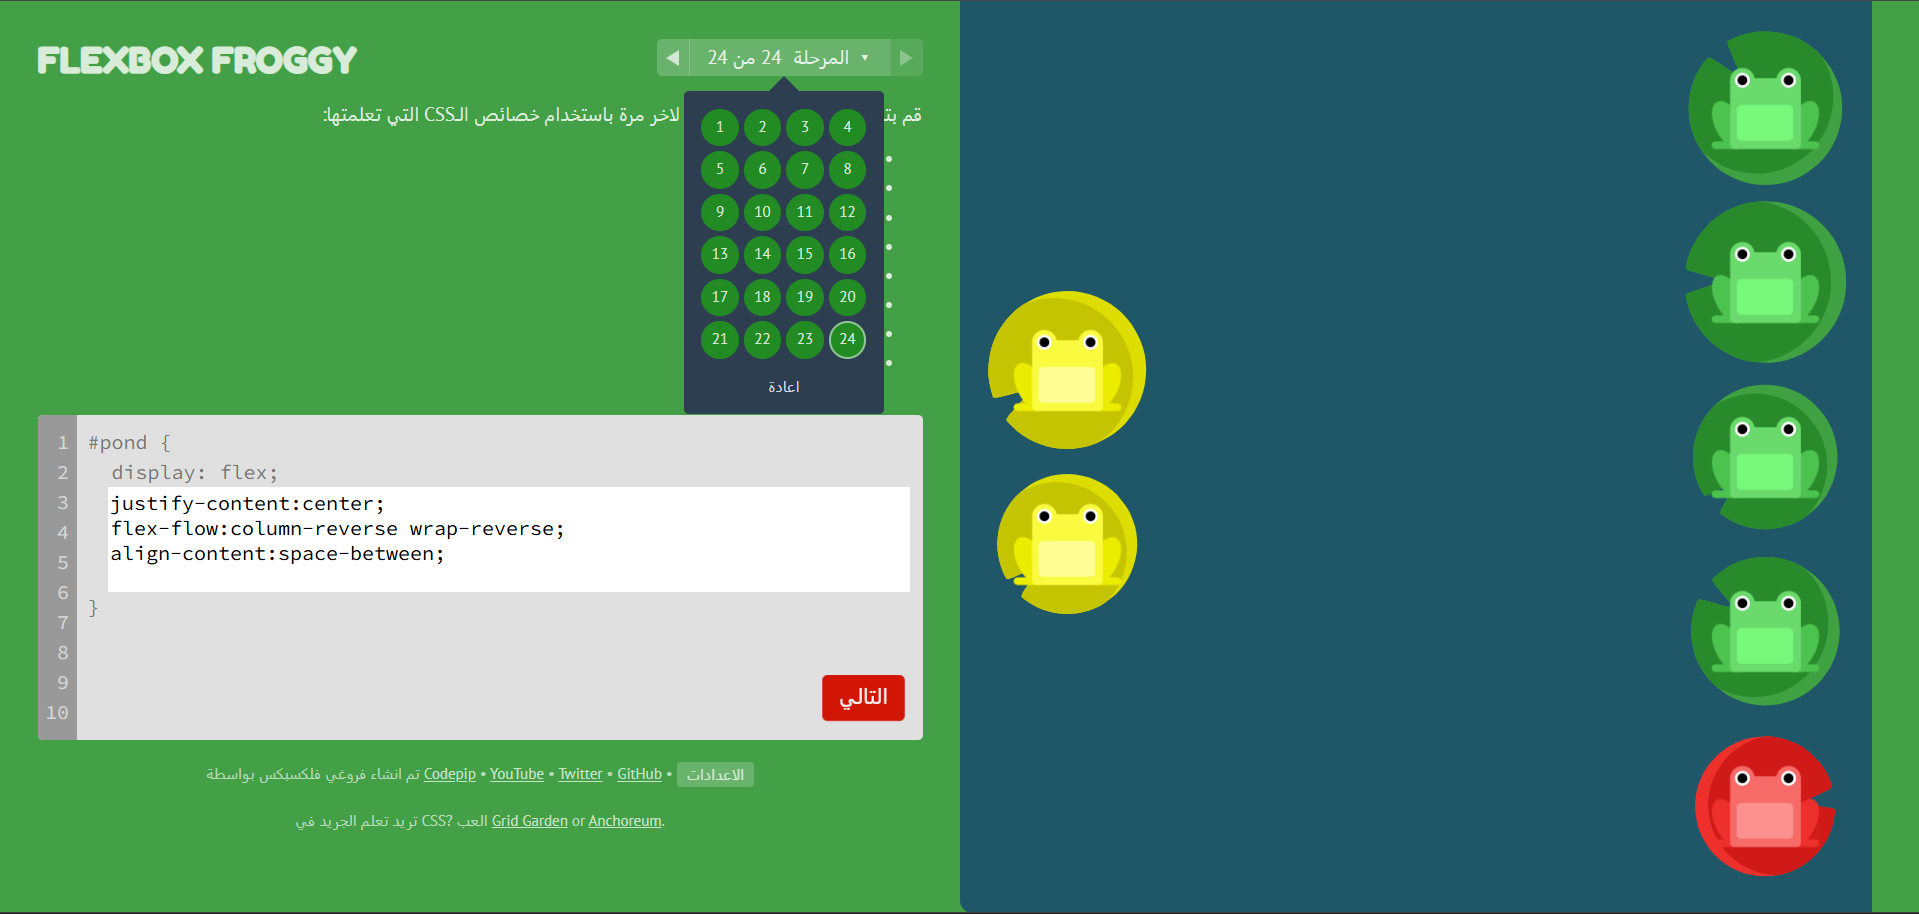 FLEXBOX FROGGY
◀ المرحلة 24 من 24 ▼ ▶
قم بتـ
لاخر مرة باستخدام خصائص الـCSS التي تعلمتها:
1 2 3 4
5 6 7 8
9 10 11 12
13 14 15 16
17 18 19 20
21 22 23 24
اعادة
1 #pond {
2 display: flex;
3 justify-content:center;
4 flex-flow:column-reverse wrap-reverse;
5 align-content:space-between;
6 }
7
8
9
10
التالي
تم انشاء فروغي فلكسبكس بواسطة Codepip • YouTube • Twitter • GitHub • الاعدادات
تريد تعلم الجريد في CSS? العب Grid Garden or Anchoreum.